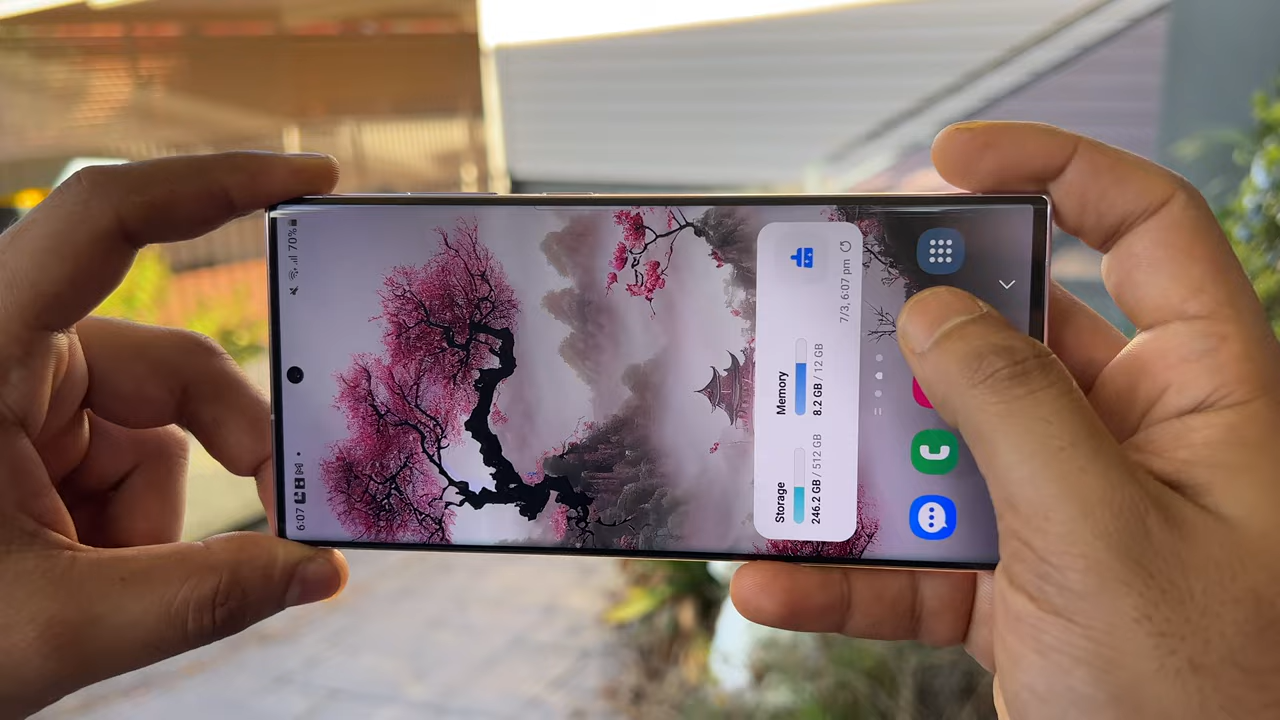 6:07
70%
Storage
246.2 GB / 512 GB
Memory
8.2 GB / 12 GB
7/3, 6:07 pm